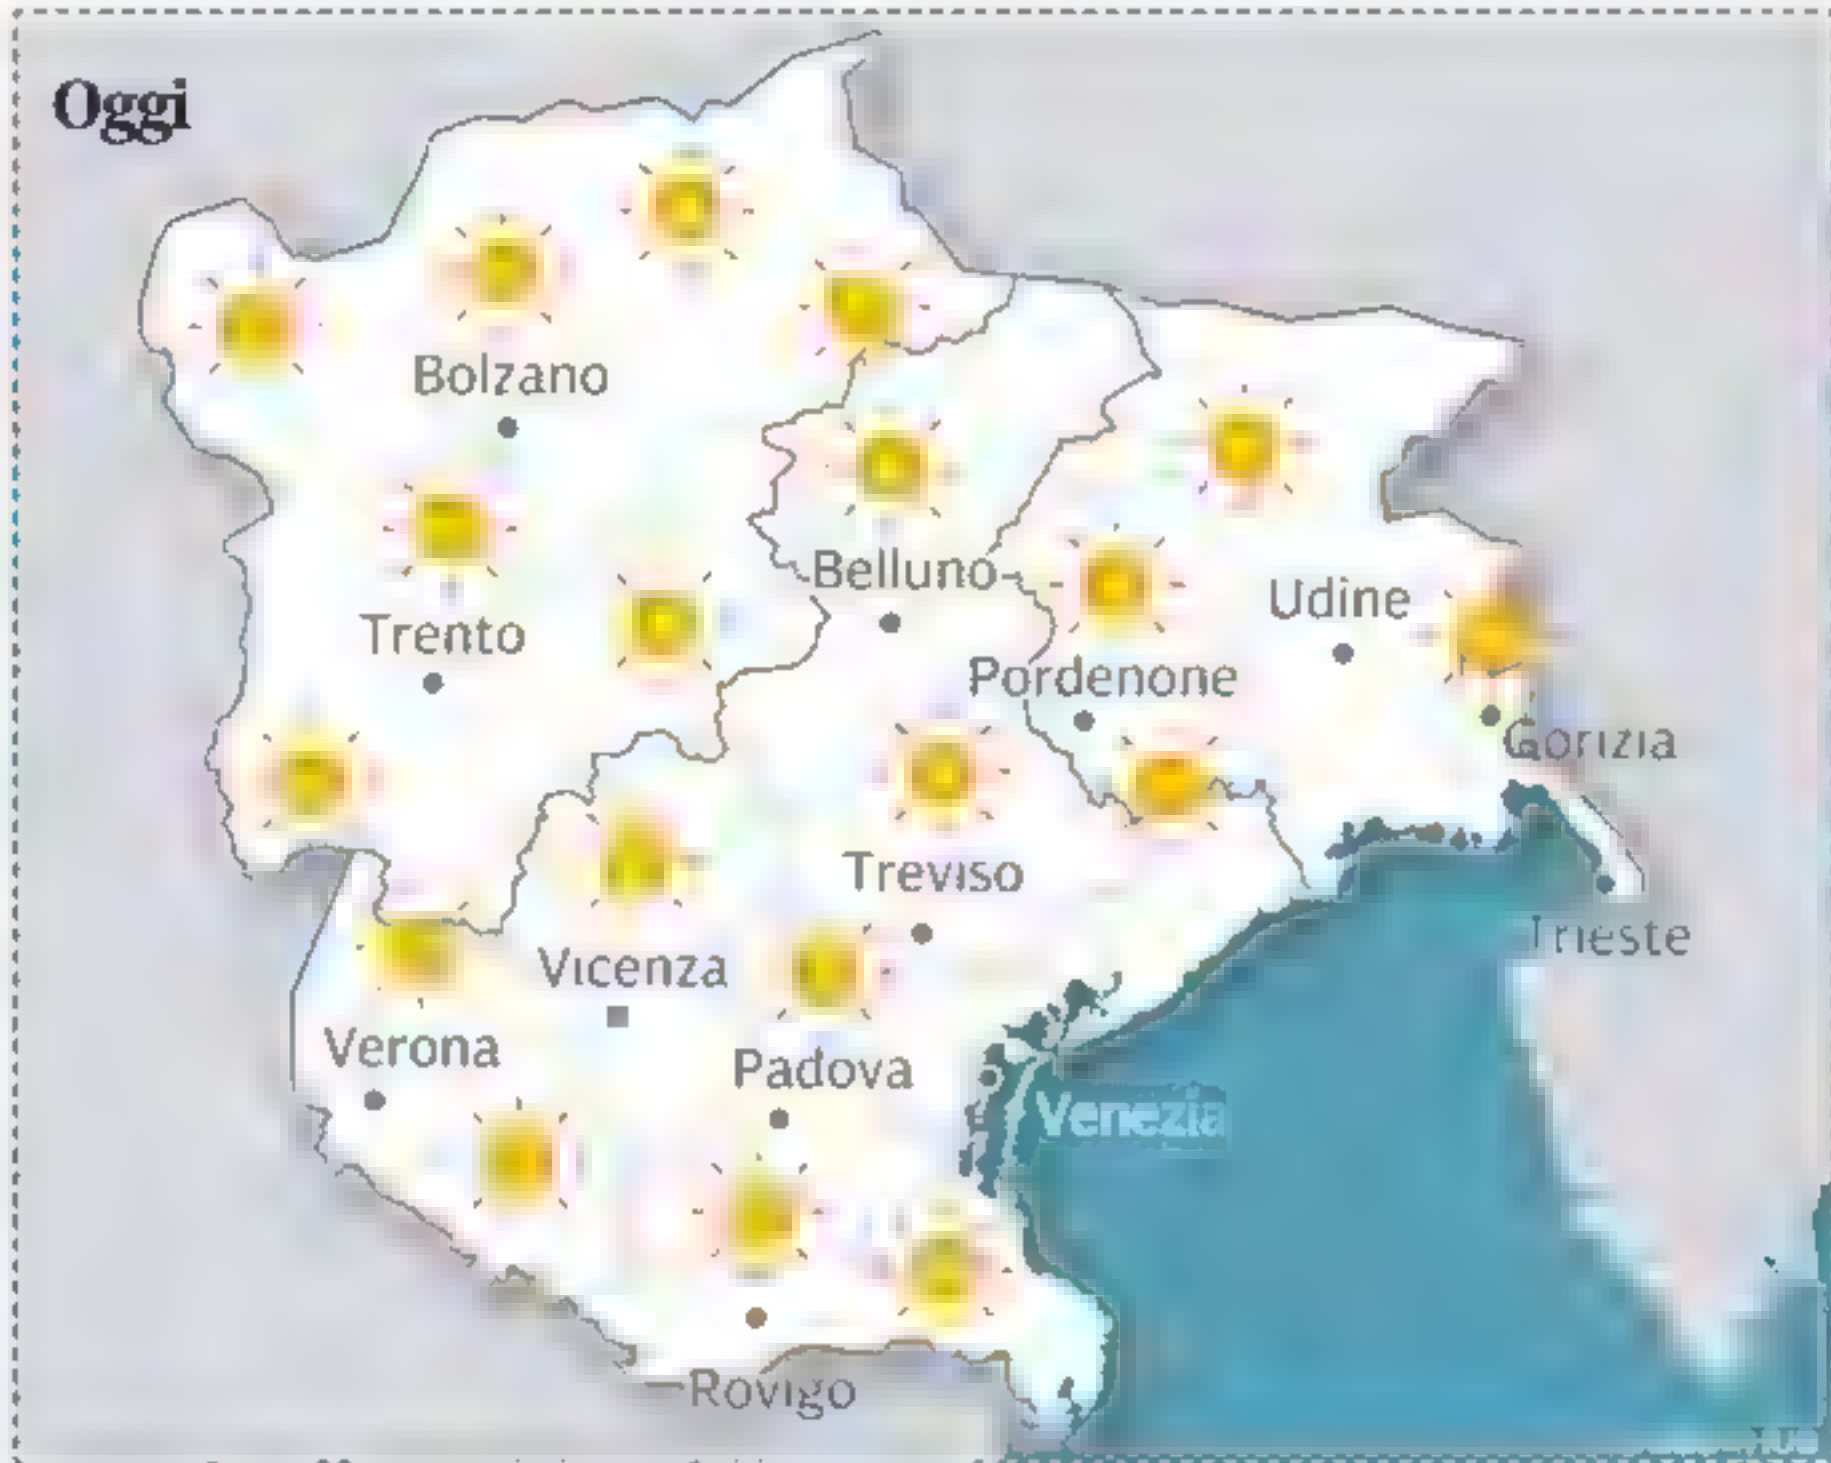 Oggi
Bolzano
Belluno
Udine
Trento
Pordenone
Gorizia
Treviso
Trieste
Vicenza
Verona
Padova
Venezia
Rovigo